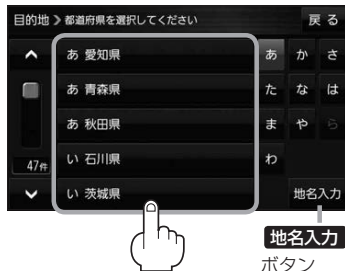 目的地 》都道府県を選択してください 戻る
あ 愛知県 あ か さ
あ 青森県 た な は
あ 秋田県 ま や ら
い 石川県 わ
47件
い 茨城県 地名入力
地名入力
ボタン